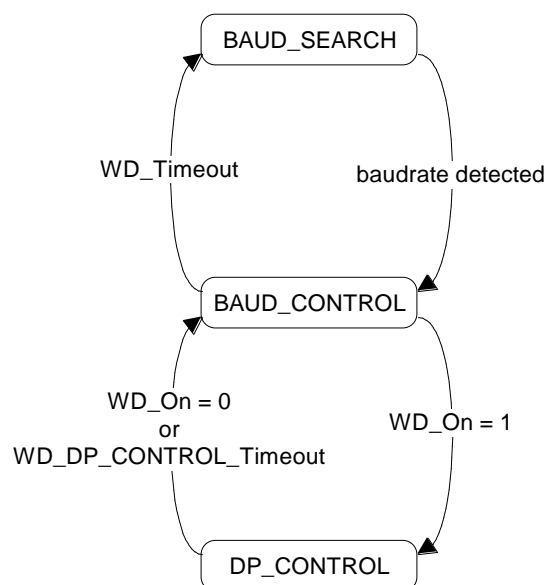 BAUD_SEARCH
WD_Timeout
baudrate detected
BAUD_CONTROL
WD_On = 0
or
WD_DP_CONTROL_Timeout
WD_On = 1
DP_CONTROL